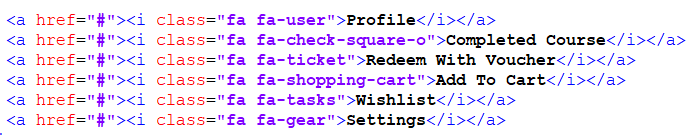 <a href="#"><i class="fa fa-user">Profile</i></a>
<a href="#"><i class="fa fa-check-square-o">Completed Course</i></a>
<a href="#"><i class="fa fa-ticket">Redeem With Voucher</i></a>
<a href="#"><i class="fa fa-shopping-cart">Add To Cart</i></a>
<a href="#"><i class="fa fa-tasks">Wishlist</i></a>
<a href="#"><i class="fa fa-gear">Settings</i></a>